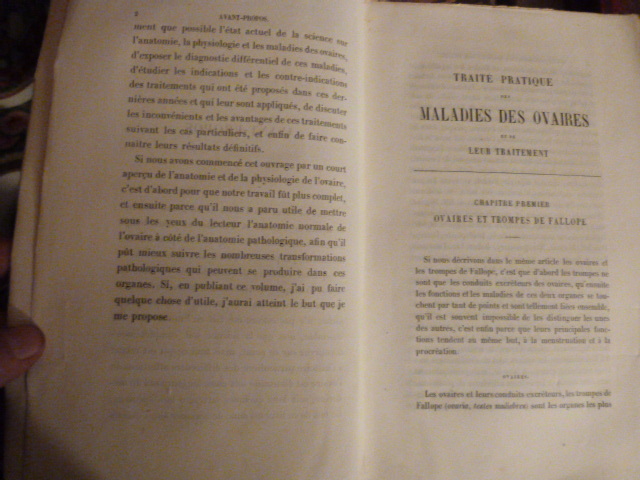 2
AVANT-PROPOS.
ment que possible l'état actuel de la science sur
l'anatomie, la physiologie et les maladies des ovaires,
d'exposer le diagnostic différentiel de ces maladies,
d'étudier les indications et les contre-indications
des traitements qui ont été proposés dans ces der-
nières années et qui leur sont appliqués, de discuter
les inconvénients et les avantages de ces traitements
suivant les cas particuliers, et enfin de faire con-
naître leurs résultats définitifs.
Si nous avons commencé cet ouvrage par un court
aperçu de l'anatomie et de la physiologie de l'ovaire,
c'est d'abord pour que notre travail fût plus complet,
et ensuite parce qu'il nous a paru utile de mettre
sous les yeux du lecteur l'anatomie normale de
l'ovaire à côté de l'anatomie pathologique, afin qu'il
pût mieux suivre les nombreuses transformations
pathologiques qui peuvent se produire dans ces
organes. Si, en publiant ce volume, j'ai pu faire
quelque chose d'utile, j'aurai atteint le but que je
me propose
TRAITÉ PRATIQUE
DES
MALADIES DES OVAIRES
ET DE
LEUR TRAITEMENT
CHAPITRE PREMIER
OVAIRES ET TROMPES DE FALLOPE
Si nous décrivons dans le même article les ovaires et
les trompes de Fallope, c'est que d'abord les trompes ne
sont que les conduits excréteurs des ovaires, qu'ensuite
les fonctions et les maladies de ces deux organes se tou-
chent par tant de points et sont tellement liées ensemble,
qu'il est souvent impossible de les distinguer les unes
des autres, c'est enfin parce que leurs principales fonc-
tions tendent au même but, à la menstruation et à la
procréation.
OVAIRES.
Les ovaires et leurs conduits excréteurs, les trompes de
Fallope (ovarie, testes) sont les organes les plus